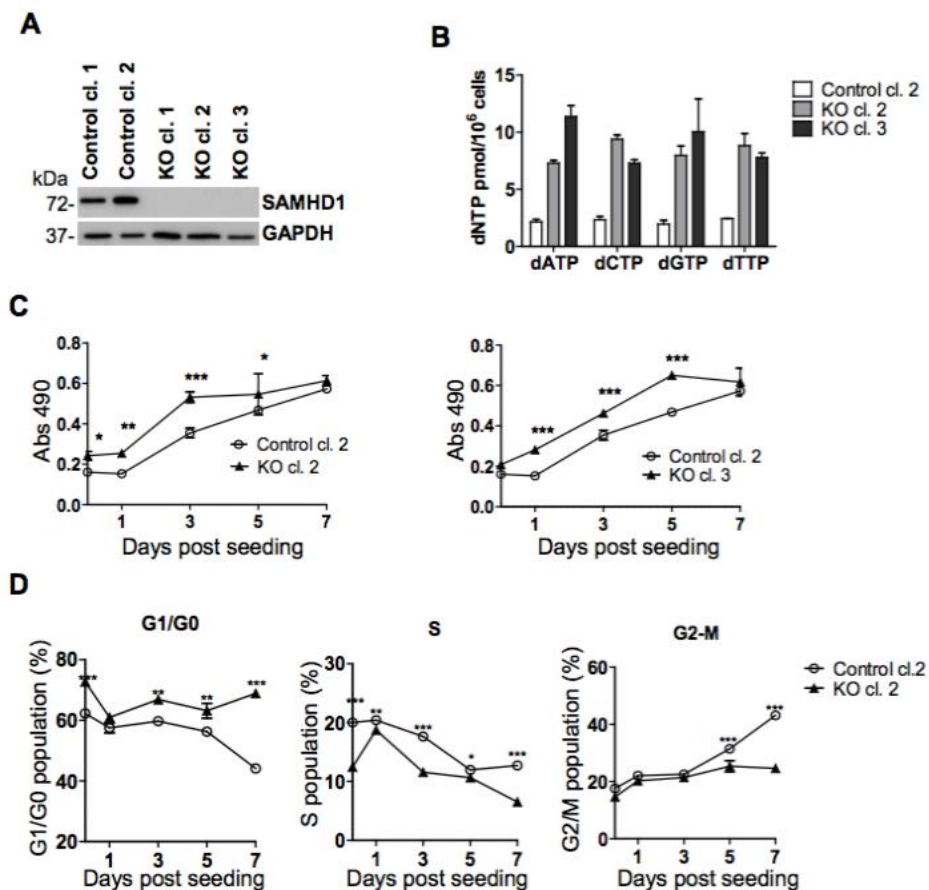 A
Control cl. 1
Control cl. 2
KO cl. 1
KO cl. 2
KO cl. 3
kDa
72-
SAMHD1
37-
GAPDH
B
dNTP pmol/10⁶ cells
15
10
5
0
dATP dCTP dGTP dTTP
Control cl. 2
KO cl. 2
KO cl. 3
C
Abs 490
0.8
0.6
0.4
0.2
0.0
* ** *** *
Control cl. 2
KO cl. 2
1 3 5 7
Days post seeding
Abs 490
0.8
0.6
0.4
0.2
0.0
*** *** ***
Control cl. 2
KO cl. 3
1 3 5 7
Days post seeding
D
G1/G0
G1/G0 population (%)
80
60
40
20
*** ** ** ***
1 3 5 7
Days post seeding
S
S population (%)
30
20
10
0
*** ** *** * ***
1 3 5 7
Days post seeding
G2-M
G2/M population (%)
60
40
20
0
*** ***
1 3 5 7
Days post seeding
Control cl.2
KO cl. 2